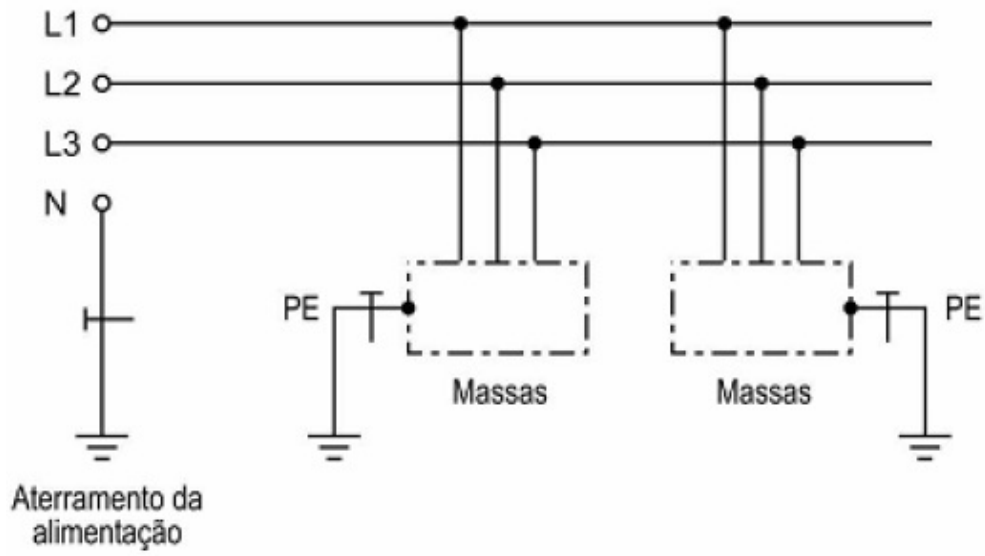 L1
L2
L3
N
PE
PE
Massas
Massas
Aterramento da
alimentação